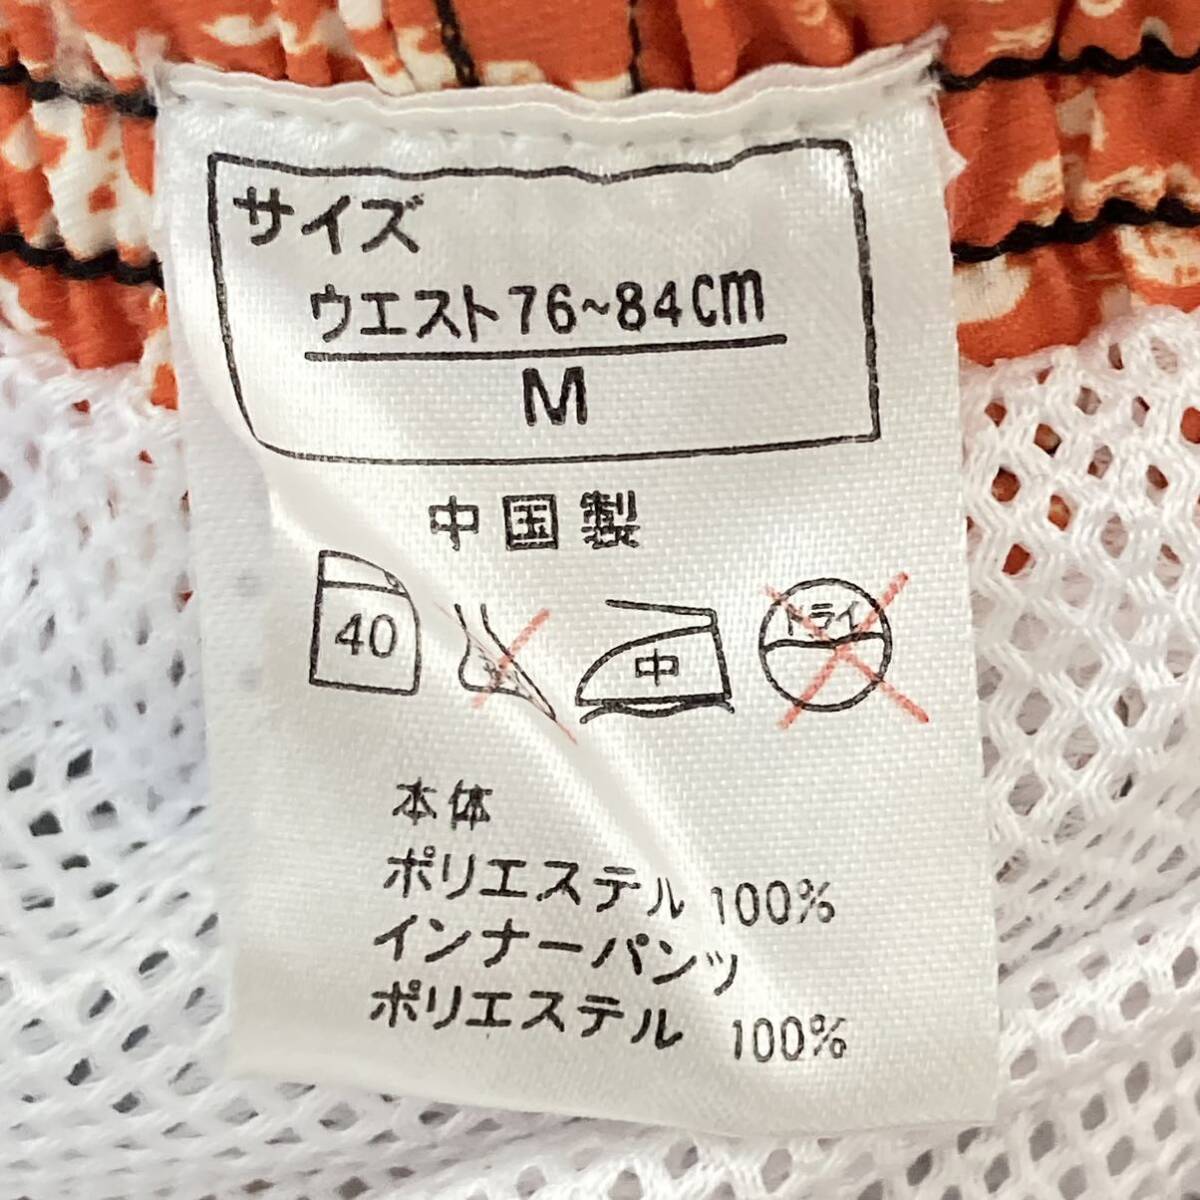 サイズ
ウエスト76~84cm
M
中国製
40 中 ドライ
本体
ポリエステル 100%
インナーパンツ
ポリエステル 100%